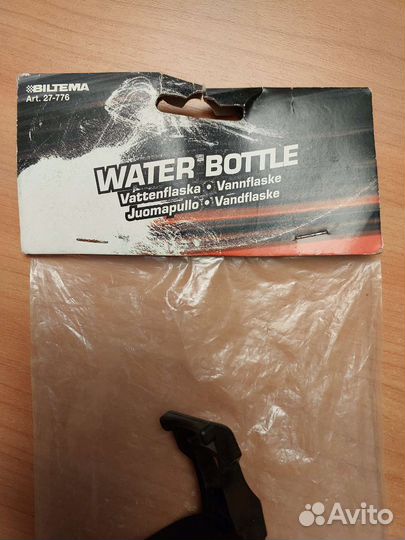 BILTEMA
Art. 27-776
WATER BOTTLE
Vattenflaska • Vannflaske
Juomapullo • Vandflaske
Avito